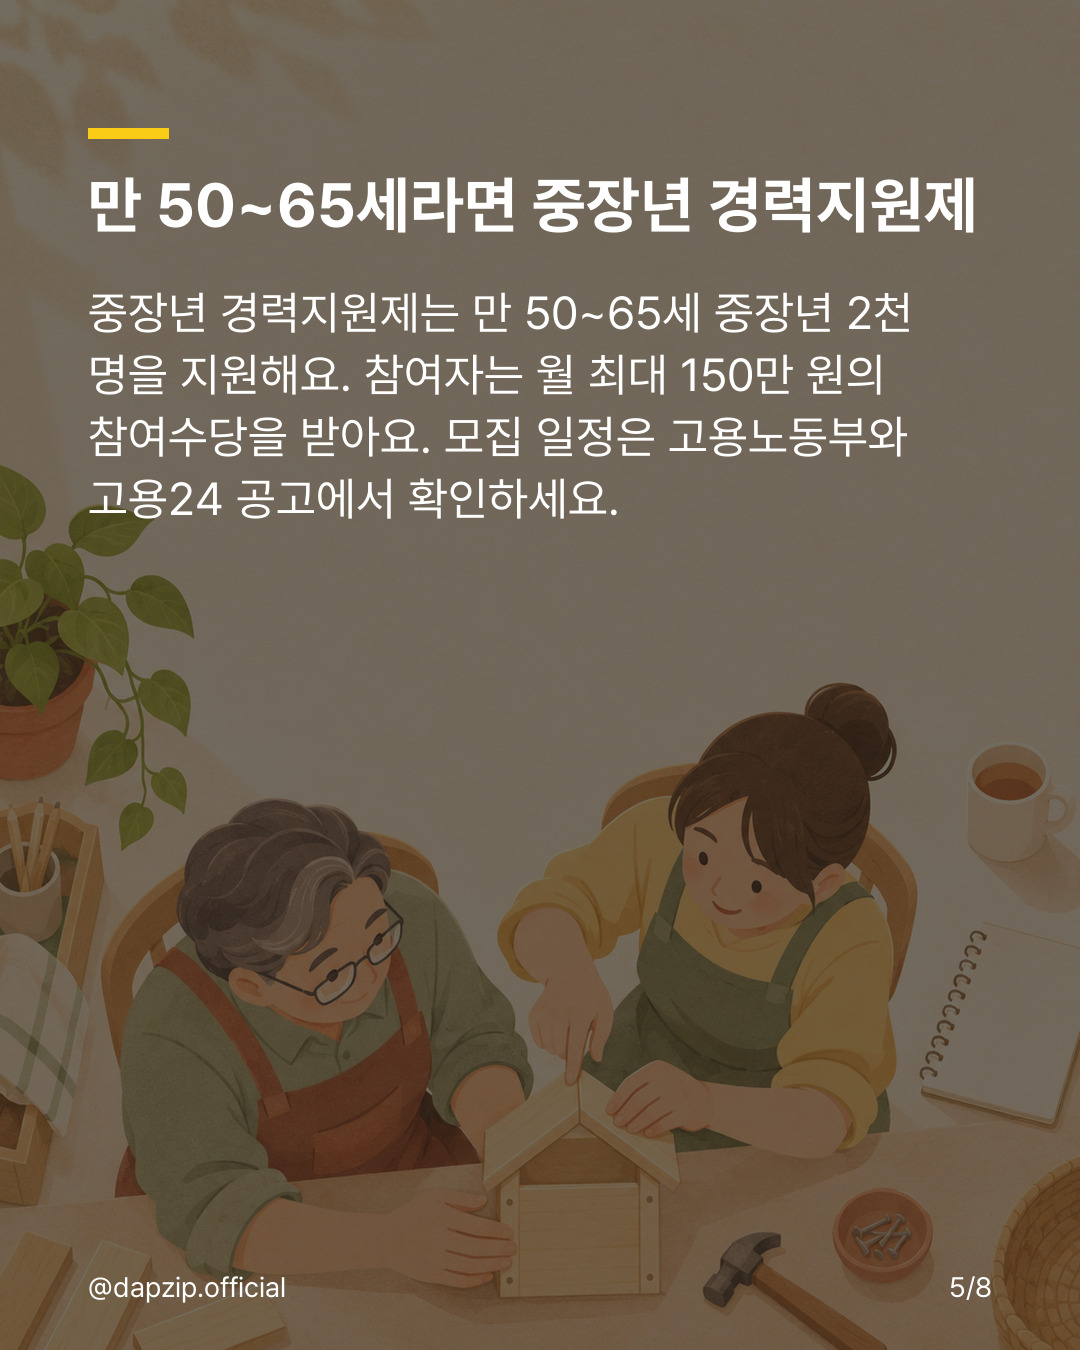 만 50~65세라면 중장년 경력지원제
중장년 경력지원제는 만 50~65세 중장년 2천
명을 지원해요. 참여자는 월 최대 150만 원의
참여수당을 받아요. 모집 일정은 고용노동부와
고용24 공고에서 확인하세요.
@dapzip.official
5/8